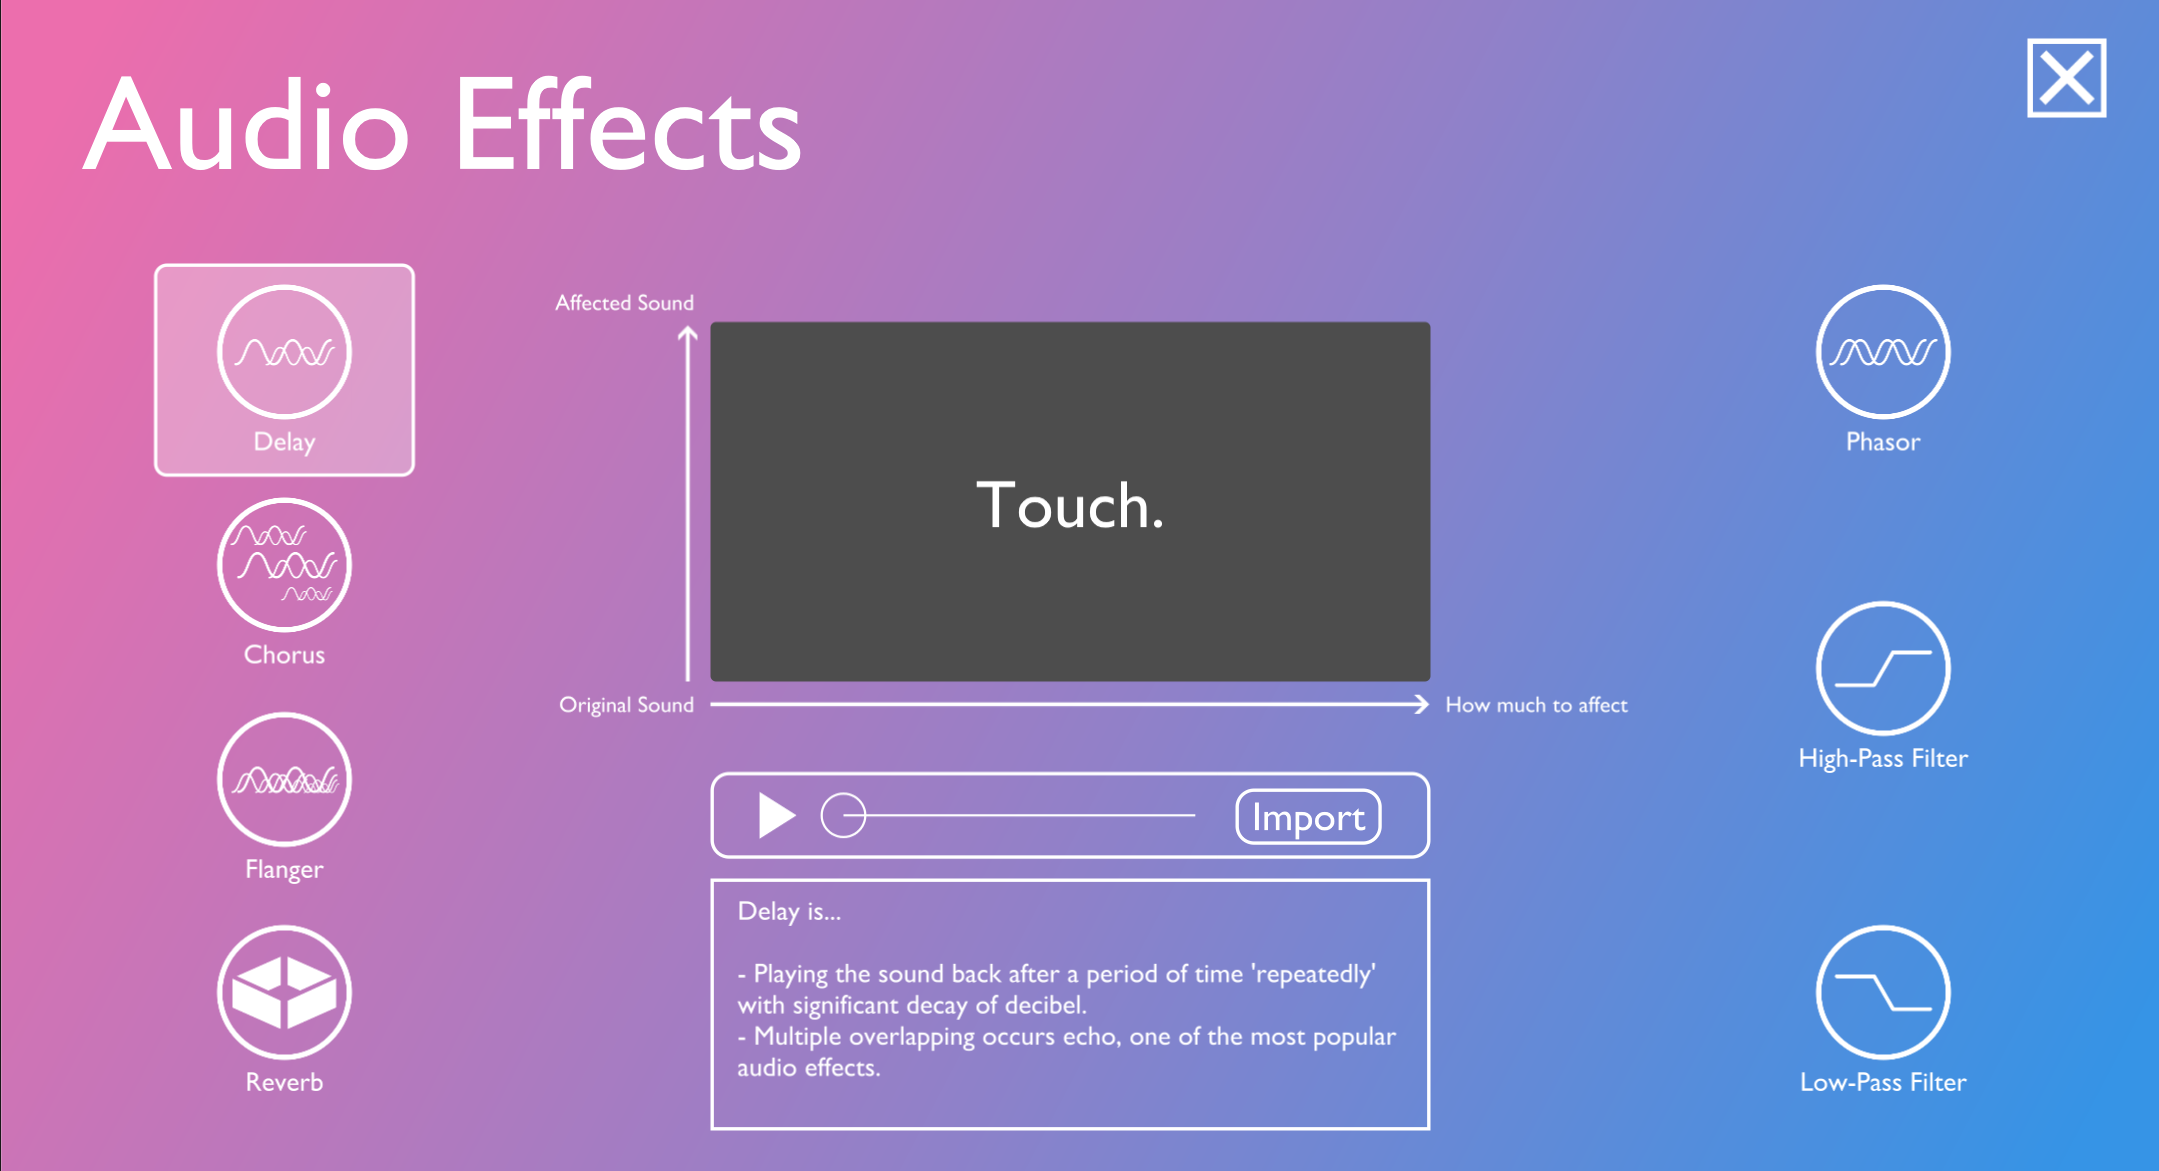 Audio Effects
Delay
Chorus
Flanger
Reverb
Affected Sound
Touch.
Original Sound
How much to affect
Import
Delay is...
- Playing the sound back after a period of time 'repeatedly'
with significant decay of decibel.
- Multiple overlapping occurs echo, one of the most popular
audio effects.
Phasor
High-Pass Filter
Low-Pass Filter